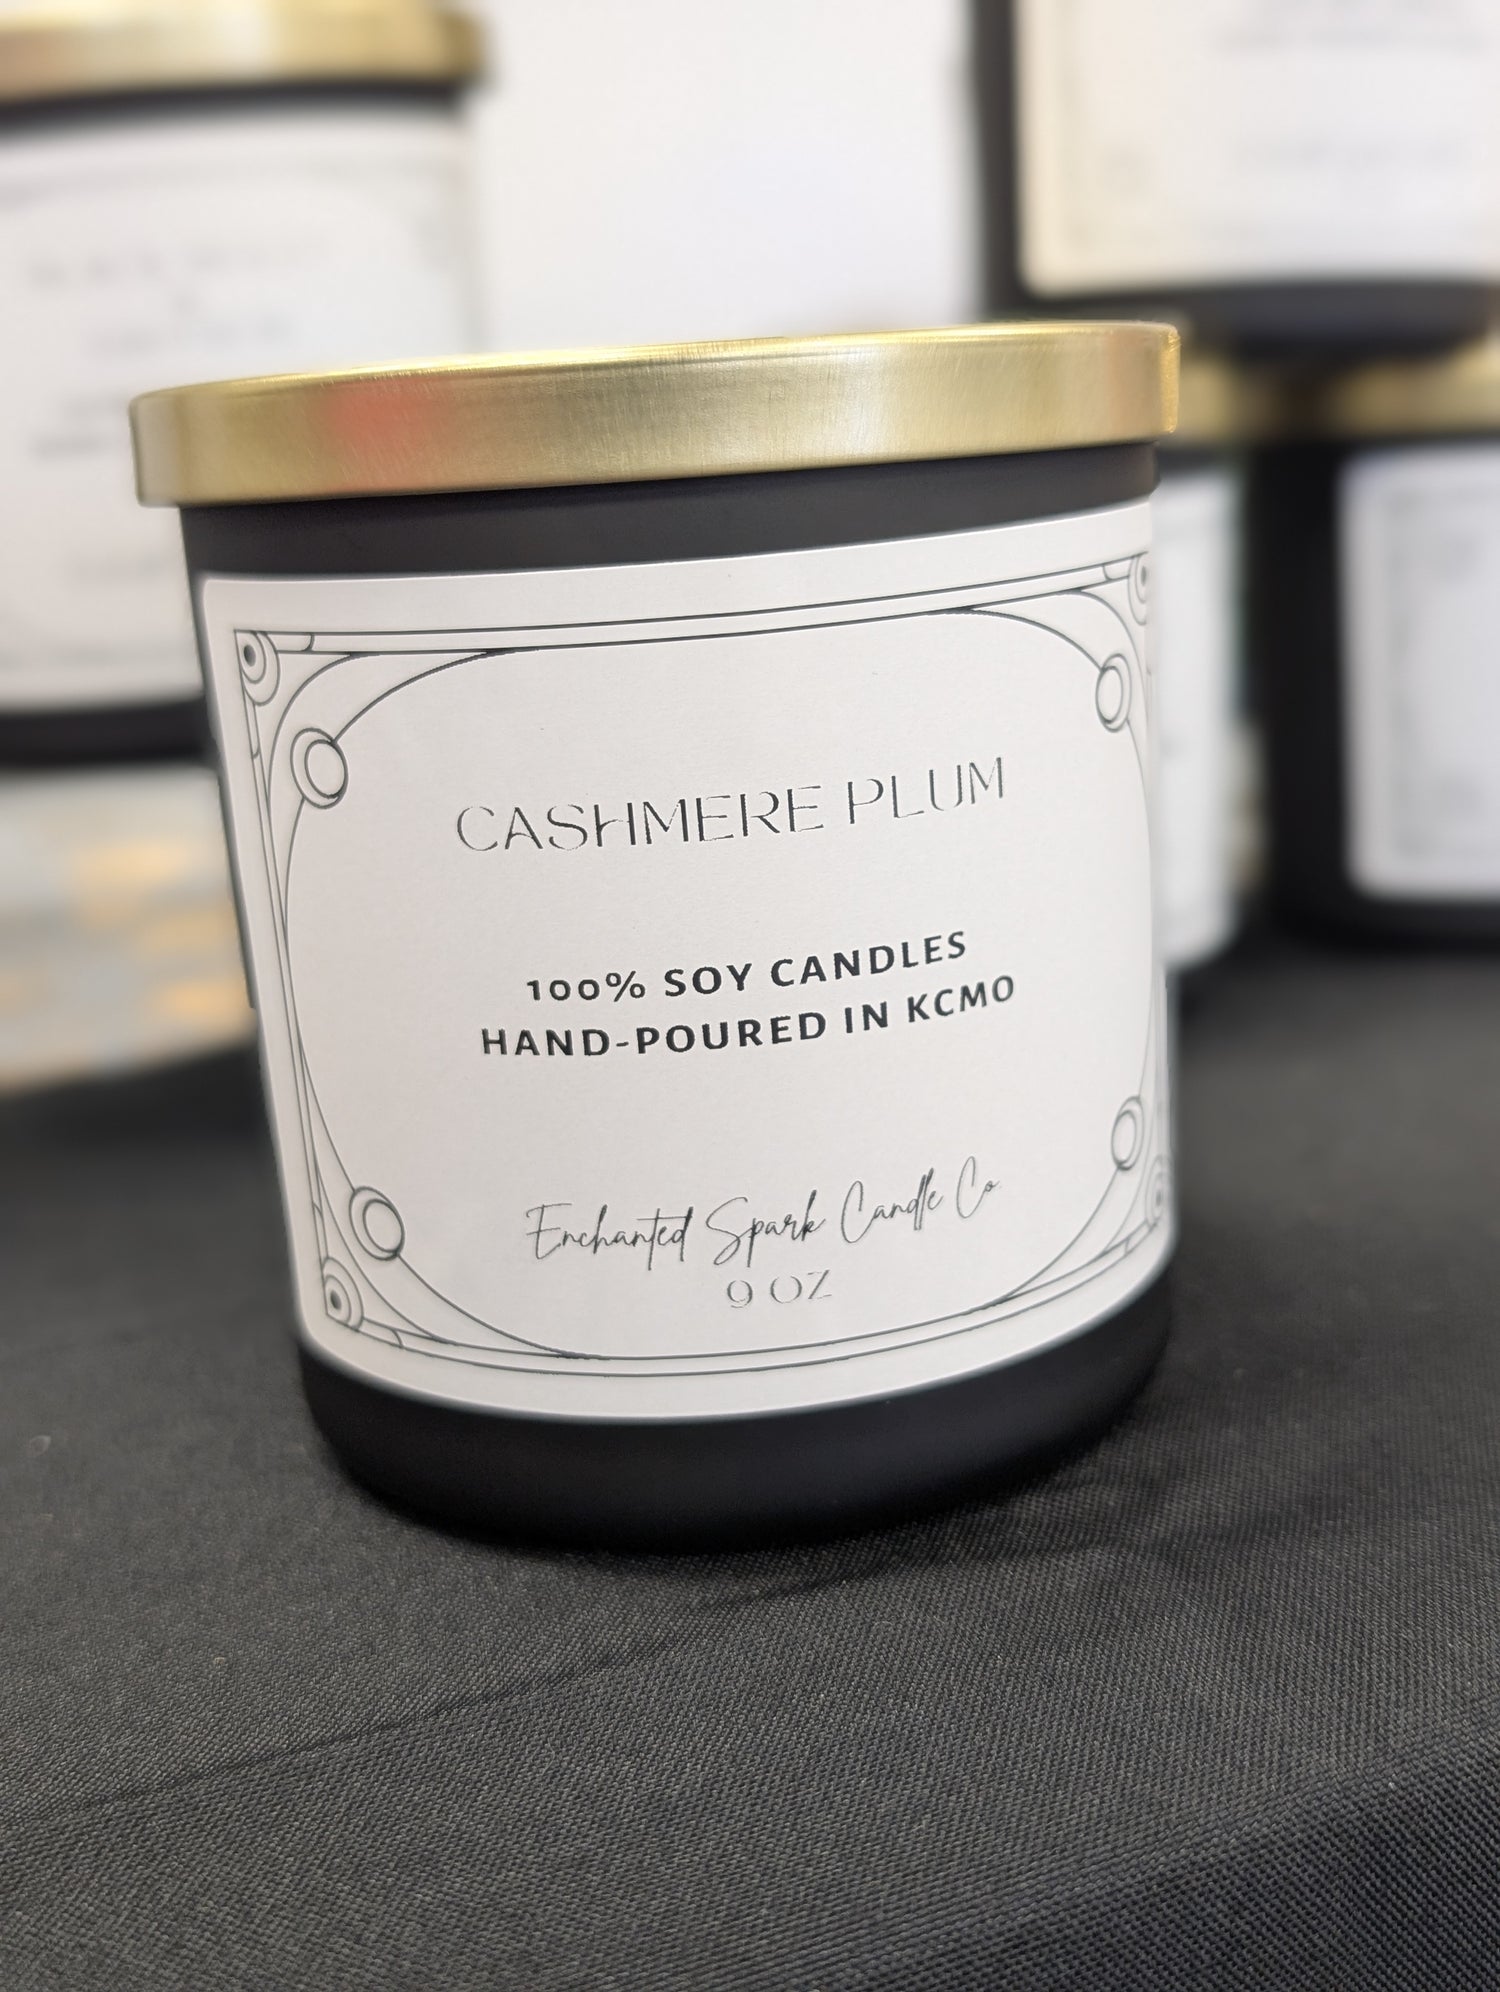 CASHMERE PLUM
100% SOY CANDLES
HAND-POURED IN KCMO
Enchanted Spark Candle Co.
9 OZ